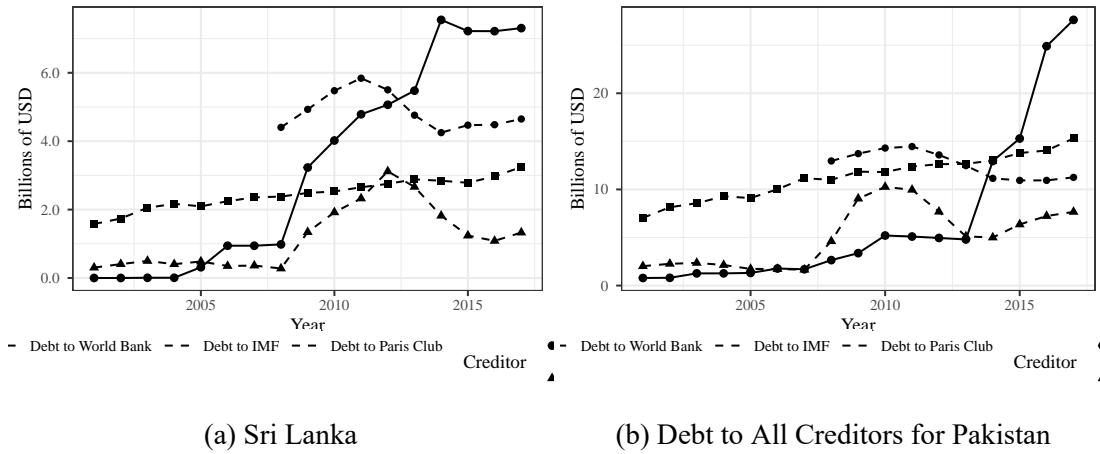 Billions of USD
6.0
4.0
2.0
0.0
2005 2010 2015
Year
Debt to World Bank Debt to IMF Debt to Paris Club
Creditor
(a) Sri Lanka
Billions of USD
20
10
0
2005 2010 2015
Year
Debt to World Bank Debt to IMF Debt to Paris Club
Creditor
(b) Debt to All Creditors for Pakistan